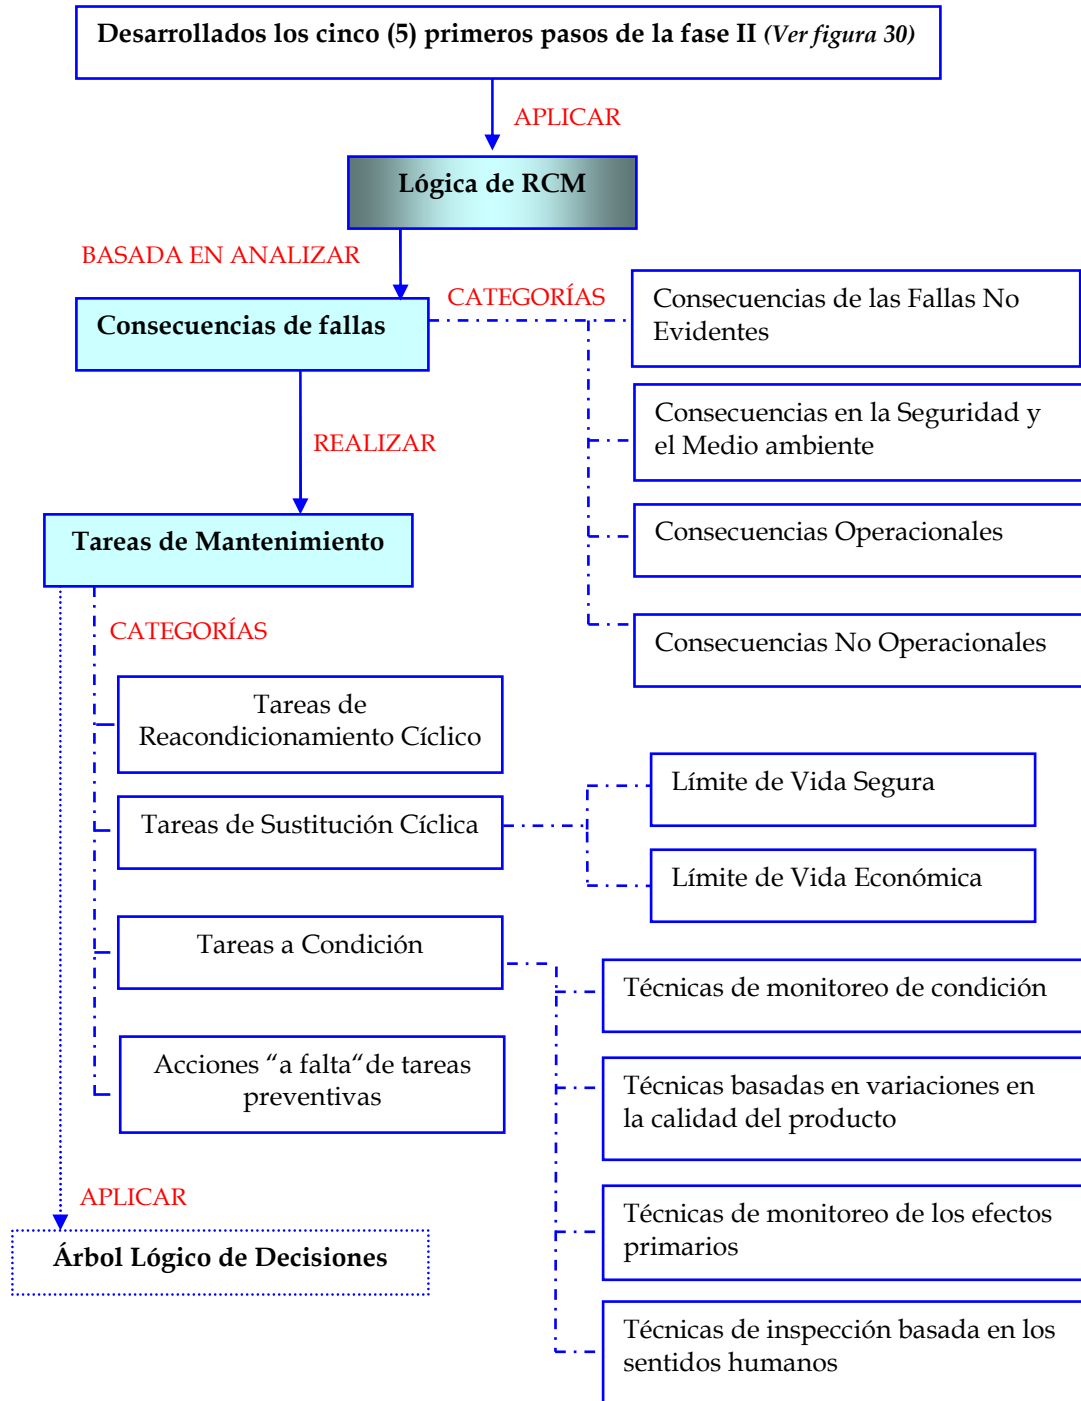 Desarrollados los cinco (5) primeros pasos de la fase II (Ver figura 30)
APLICAR
Lógica de RCM
BASADA EN ANALIZAR
CATEGORÍAS
Consecuencias de fallas
Consecuencias de las Fallas No
Evidentes
Consecuencias en la Seguridad y
el Medio ambiente
REALIZAR
Consecuencias Operacionales
Tareas de Mantenimiento
Consecuencias No Operacionales
CATEGORÍAS
Tareas de
Reacondicionamiento Cíclico
Límite de Vida Segura
Tareas de Sustitución Cíclica
Límite de Vida Económica
Tareas a Condición
Técnicas de monitoreo de condición
Acciones “a falta“de tareas
preventivas
Técnicas basadas en variaciones en
la calidad del producto
APLICAR
Árbol Lógico de Decisiones
Técnicas de monitoreo de los efectos
primarios
Técnicas de inspección basada en los
sentidos humanos